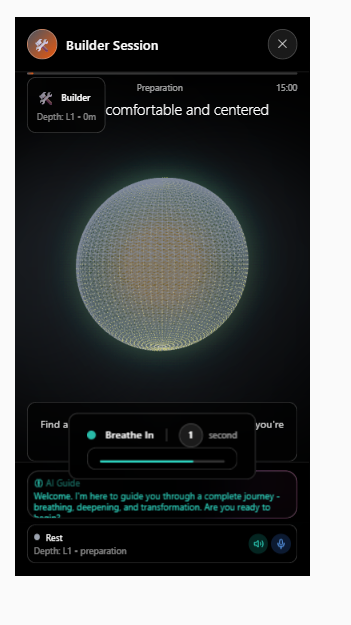 Builder Session
Preparation
15:00
Builder
Depth: L1 - 0m
comfortable and centered
Find a
you're
Breathe In
1
second
AI Guide
Welcome. I'm here to guide you through a complete journey -
breathing, deepening, and transformation. Are you ready to
begin?
Rest
Depth: L1 - preparation